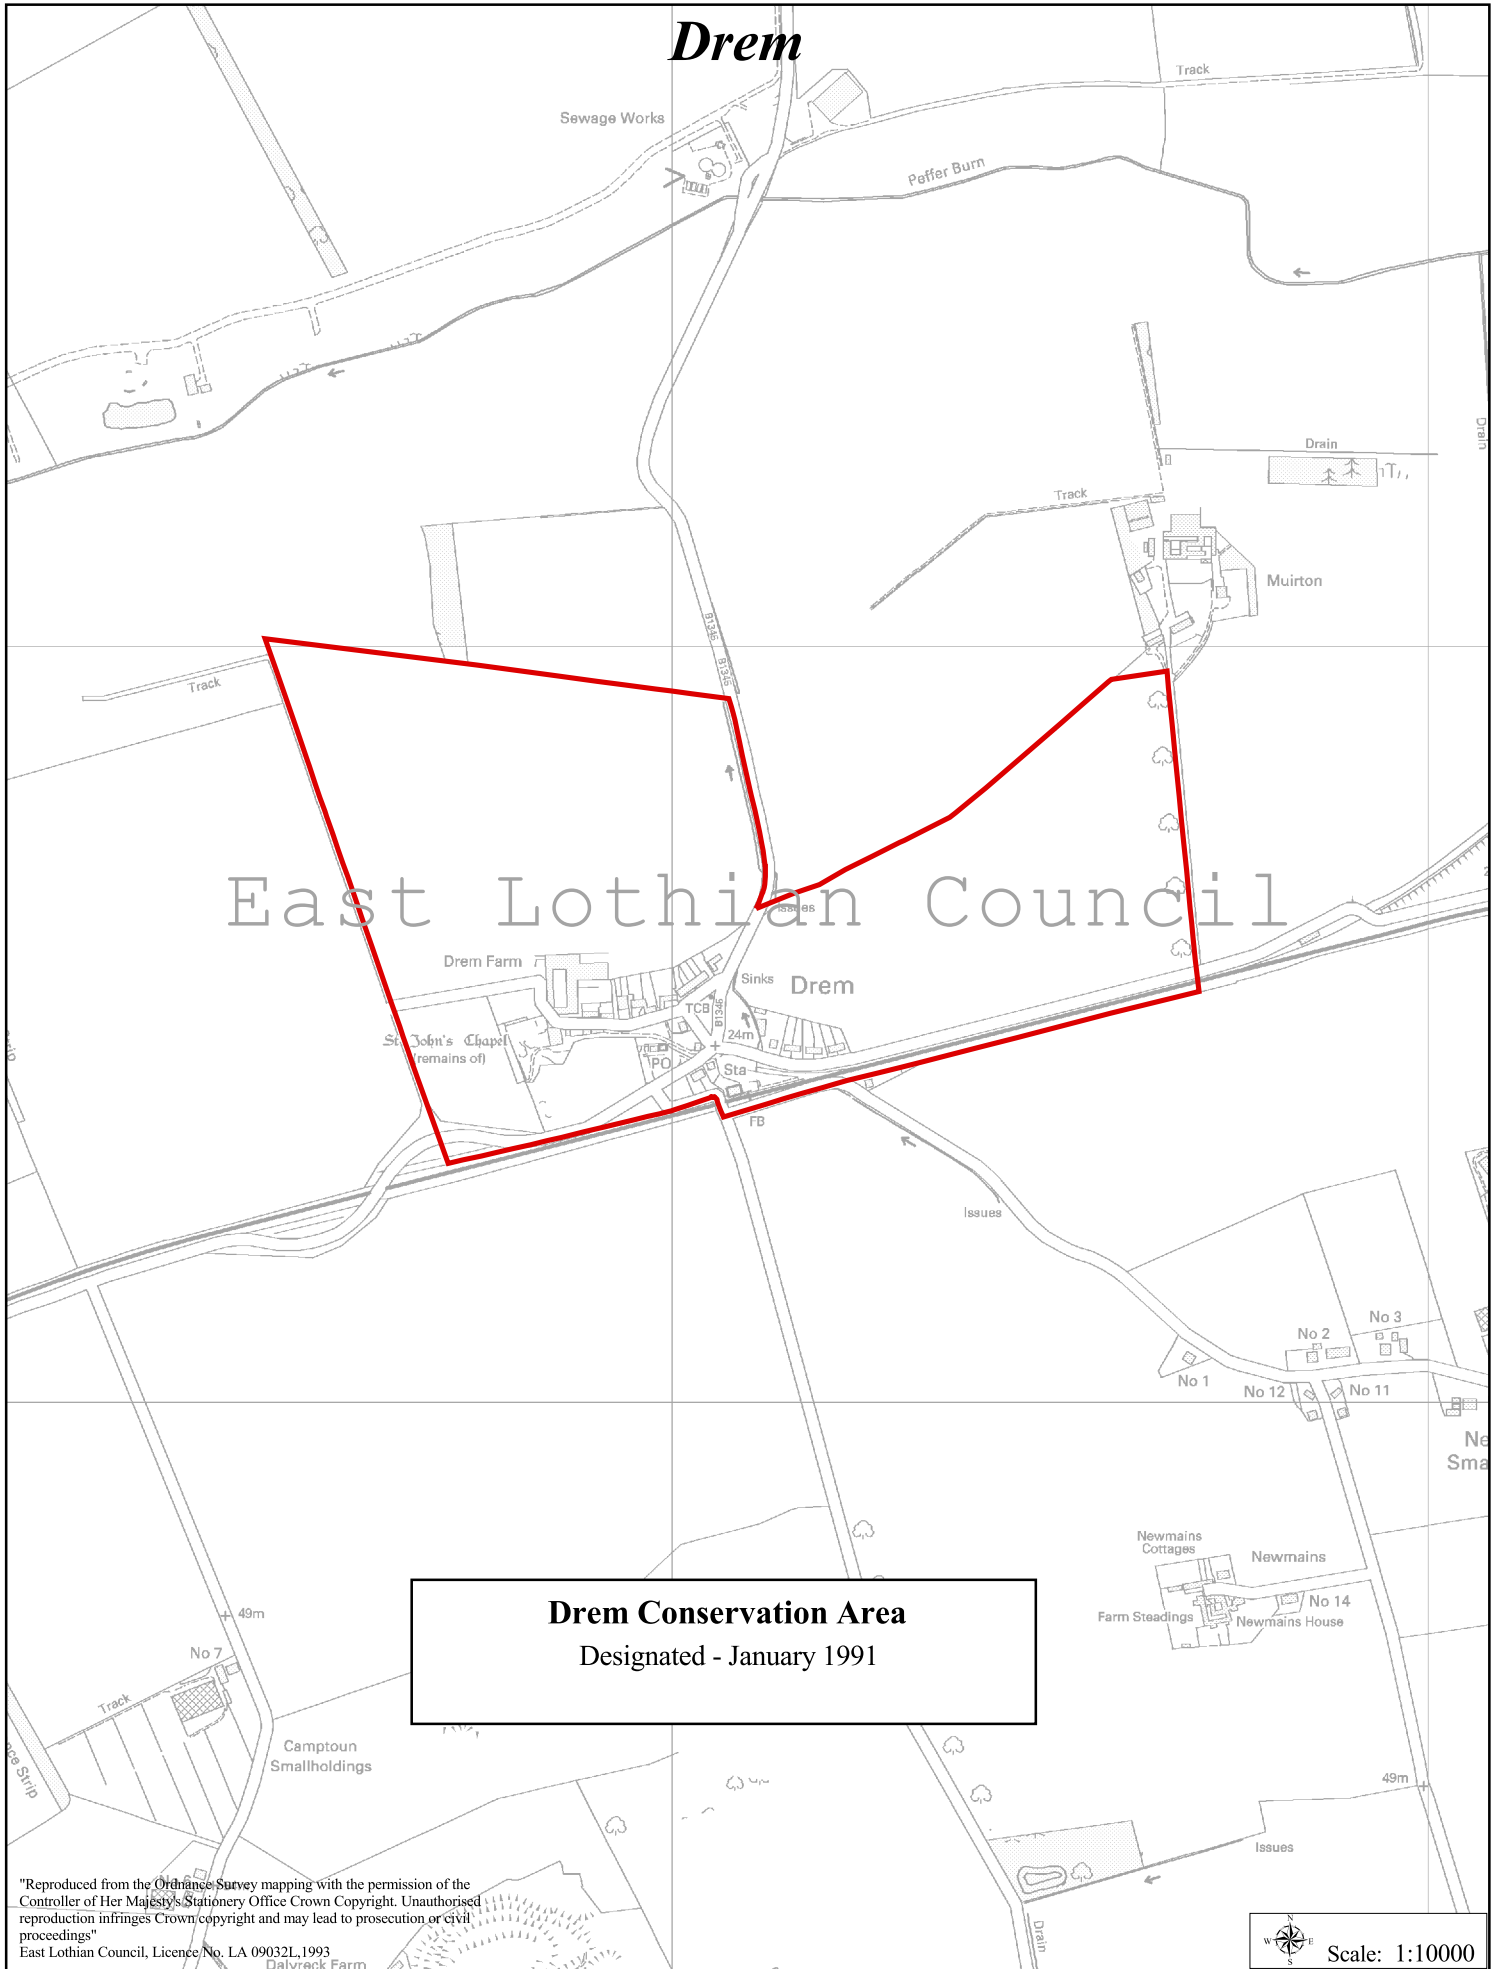 Drem
Track
Sewage Works
Peffer Burn
Drain
Drain
Track
Muirton
B1345
B1345
Track
East Lothian Council
Issues
Drem Farm
Sinks
Drem
TCB
B1345
24m
St. John's Chapel
(remains of)
PO
Sta
FB
Issues
No 3
No 2
No 1
No 12
No 11
Ne
Sma
Newmains
Cottages
Newmains
No 14
Farm Steadings
Newmains House
Drem Conservation Area
Designated - January 1991
49m
No 7
Track
Camptoun
Smallholdings
nce Strip
49m
Issues
Drain
"Reproduced from the Ordnance Survey mapping with the permission of the
Controller of Her Majesty's Stationery Office Crown Copyright. Unauthorised
reproduction infringes Crown copyright and may lead to prosecution or civil
proceedings"
East Lothian Council, Licence No. LA 09032L,1993
Dalvreck Farm
N
W E
S
Scale: 1:10000